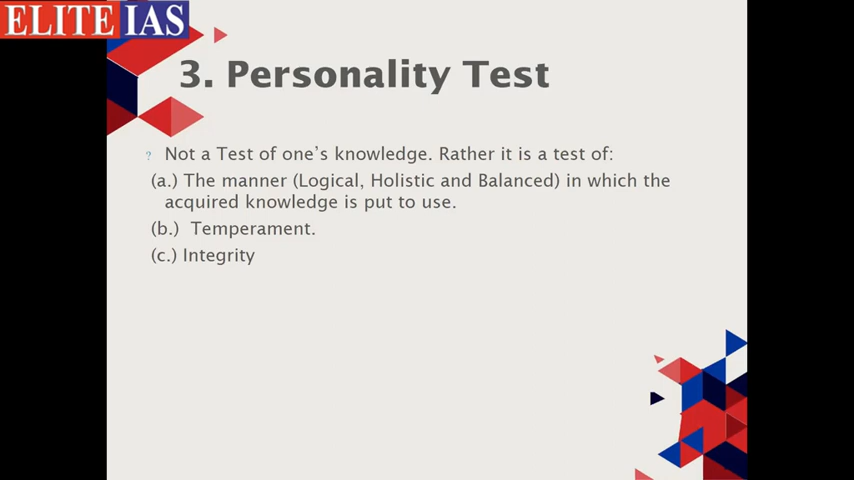 ELITE IAS
3. Personality Test
? Not a Test of one's knowledge. Rather it is a test of:
(a.) The manner (Logical, Holistic and Balanced) in which the
acquired knowledge is put to use.
(b.) Temperament.
(c.) Integrity